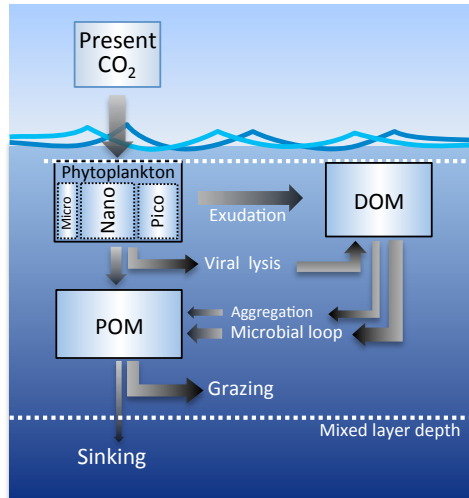 Present
CO₂
Phytoplankton
Micro
Nano
Pico
Exudation
DOM
Viral lysis
Aggregation
Microbial loop
POM
Grazing
Mixed layer depth
Sinking